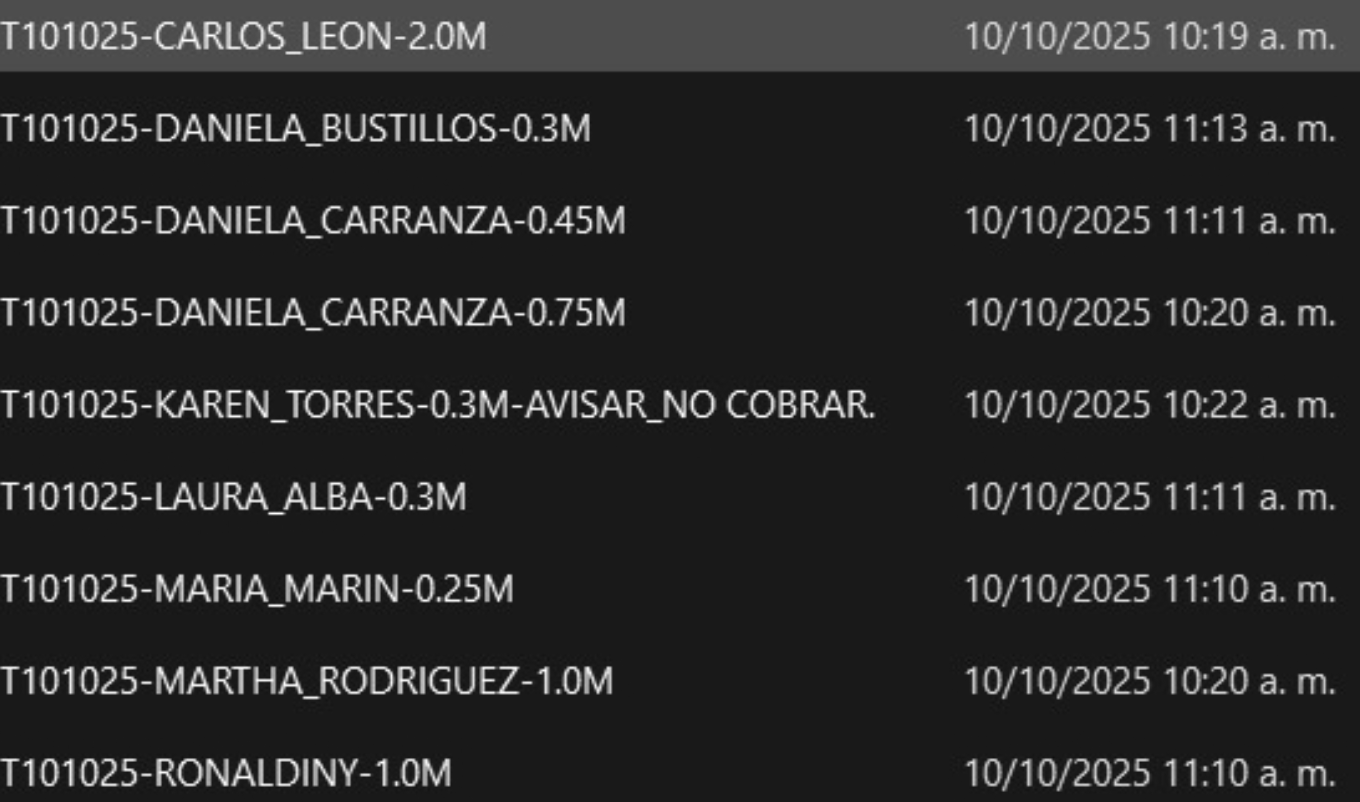 T101025-CARLOS_LEON-2.0M 10/10/2025 10:19 a. m.
T101025-DANIELA_BUSTILLOS-0.3M 10/10/2025 11:13 a. m.
T101025-DANIELA_CARRANZA-0.45M 10/10/2025 11:11 a. m.
T101025-DANIELA_CARRANZA-0.75M 10/10/2025 10:20 a. m.
T101025-KAREN_TORRES-0.3M-AVISAR_NO COBRAR. 10/10/2025 10:22 a. m.
T101025-LAURA_ALBA-0.3M 10/10/2025 11:11 a. m.
T101025-MARIA_MARIN-0.25M 10/10/2025 11:10 a. m.
T101025-MARTHA_RODRIGUEZ-1.0M 10/10/2025 10:20 a. m.
T101025-RONALDINY-1.0M 10/10/2025 11:10 a. m.